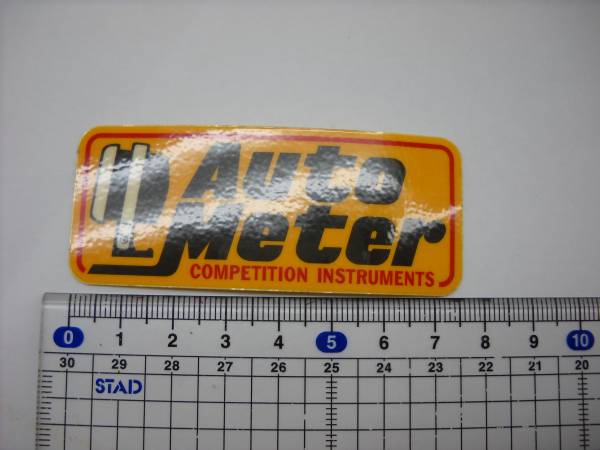 Auto
Meter
COMPETITION INSTRUMENTS
0 1 2 3 4 5 6 7 8 9 10
30 29 28 27 26 25 24 23 22 21 20
STAD